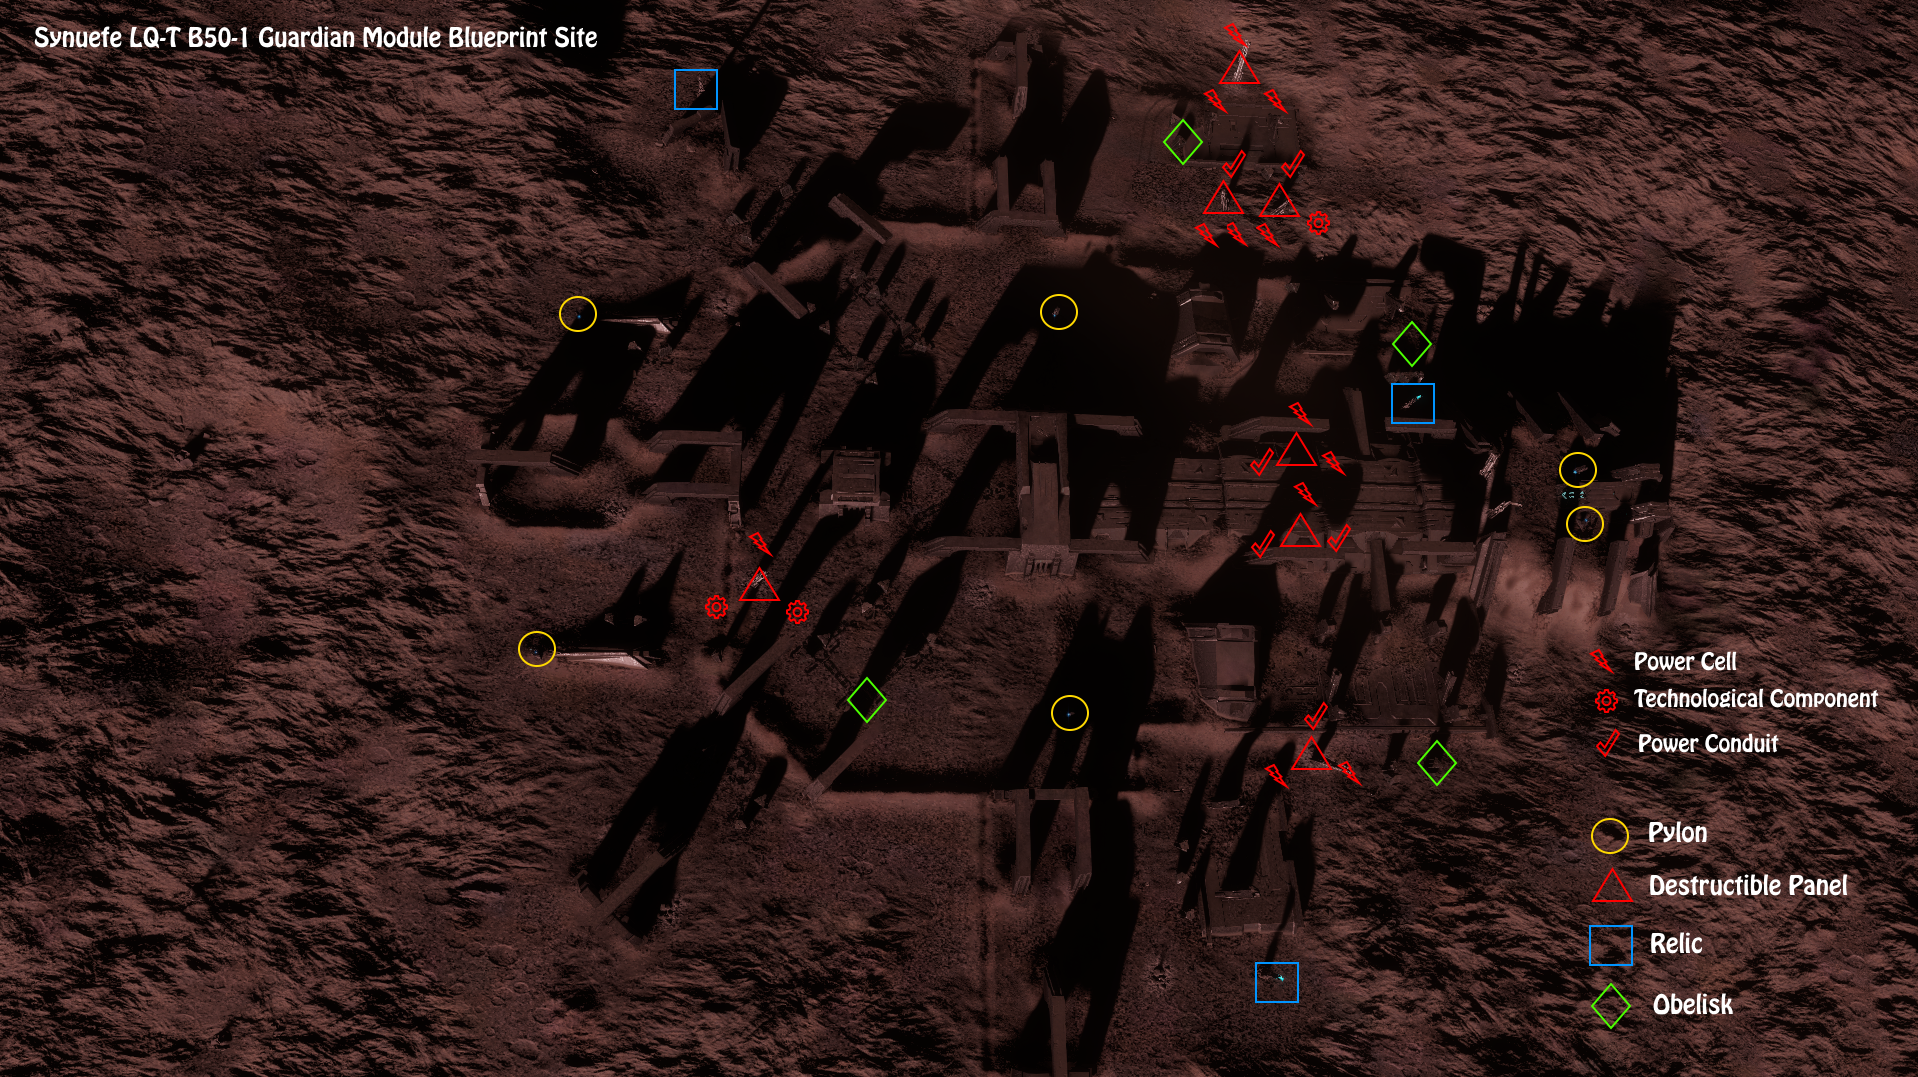 Synuefe LQ-T B50-1 Guardian Module Blueprint Site
Power Cell
Technological Component
Power Conduit
Pylon
Destructible Panel
Relic
Obelisk